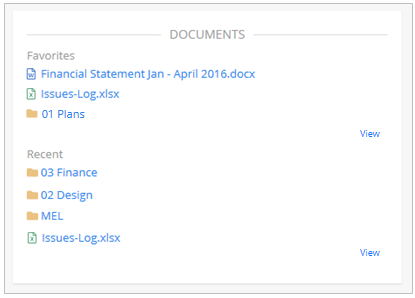 DOCUMENTS
Favorites
Financial Statement Jan - April 2016.docx
Issues-Log.xlsx
01 Plans
View
Recent
03 Finance
02 Design
MEL
Issues-Log.xlsx
View